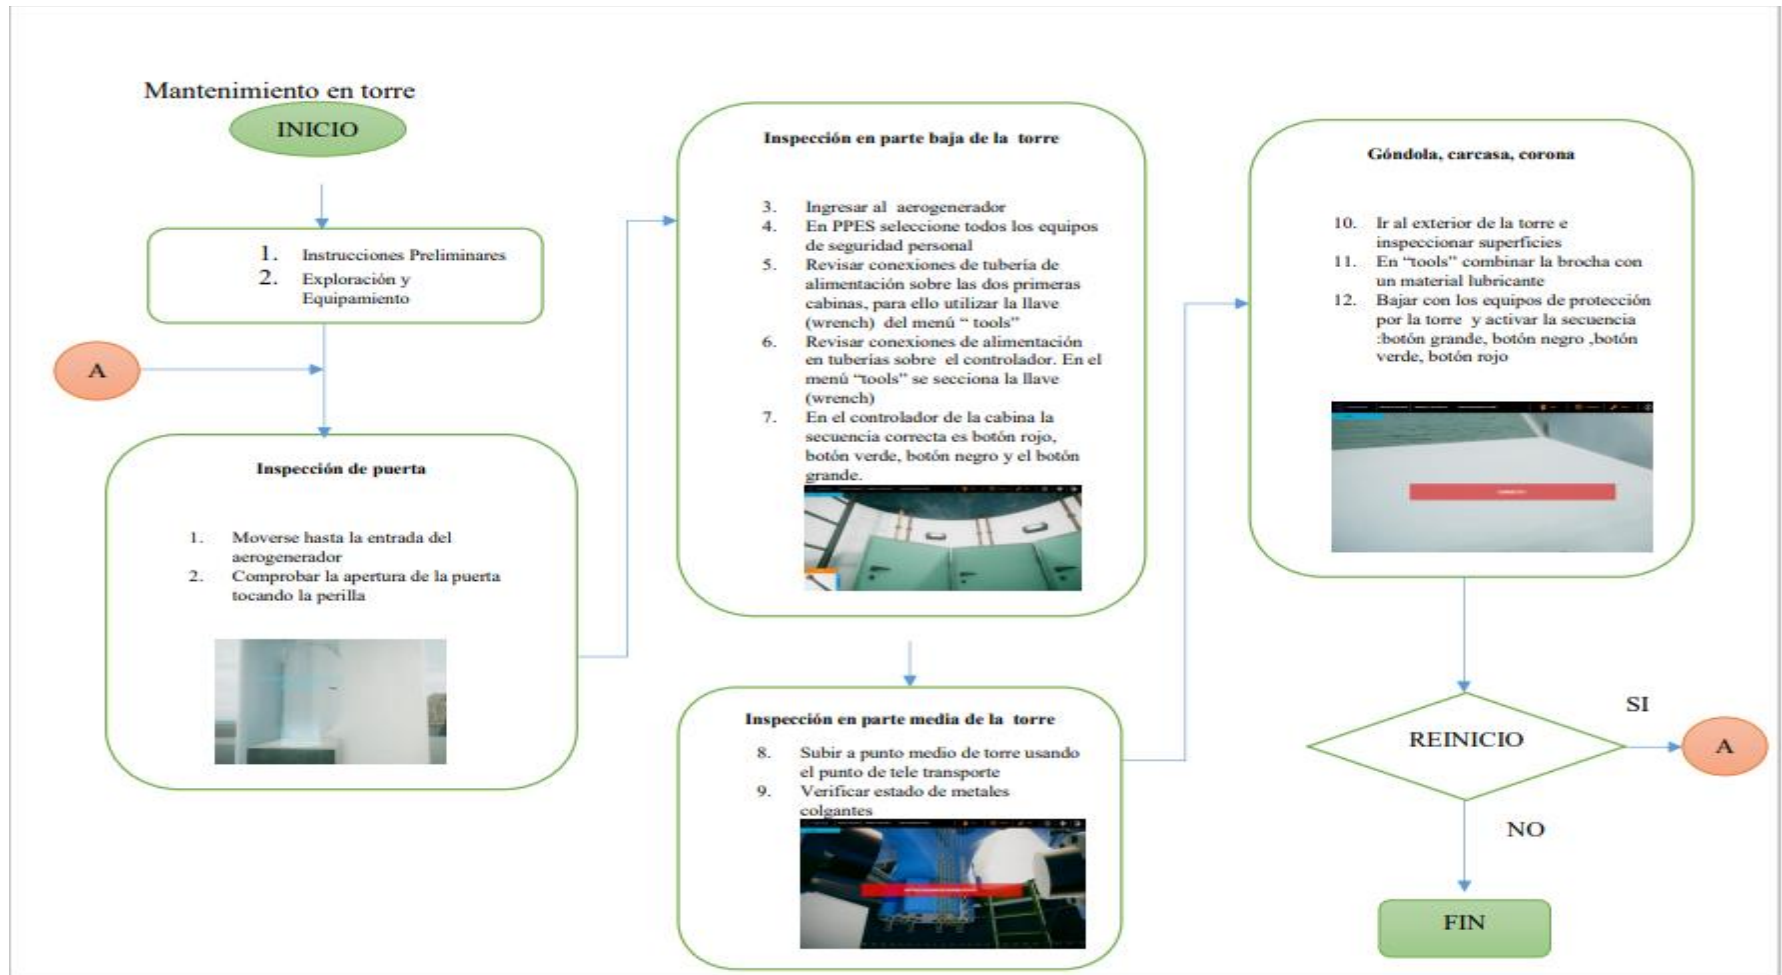 Mantenimiento en torre
INICIO
1. Instrucciones Preliminares
2. Exploración y
Equipamiento
A
Inspección de puerta
1. Moverse hasta la entrada del
aerogenerador
2. Comprobar la apertura de la puerta
tocando la perilla
Inspección en parte baja de la torre
3. Ingresar al aerogenerador
4. En PPES seleccione todos los equipos
de seguridad personal
5. Revisar conexiones de tubería de
alimentación sobre las dos primeras
cabinas, para ello utilizar la llave
(wrench) del menú “ tools”
6. Revisar conexiones de alimentación
en tuberías sobre el controlador. En el
menú “tools” se secciona la llave
(wrench)
7. En el controlador de la cabina la
secuencia correcta es botón rojo,
botón verde, botón negro y el botón
grande.
Inspección en parte media de la torre
8. Subir a punto medio de torre usando
el punto de tele transporte
9. Verificar estado de metales
colgantes
Góndola, carcasa, corona
10. Ir al exterior de la torre e
inspeccionar superficies
11. En “tools” combinar la brocha con
un material lubricante
12. Bajar con los equipos de protección
por la torre y activar la secuencia
:botón grande, botón negro ,botón
verde, botón rojo
REINICIO
SI
A
NO
FIN